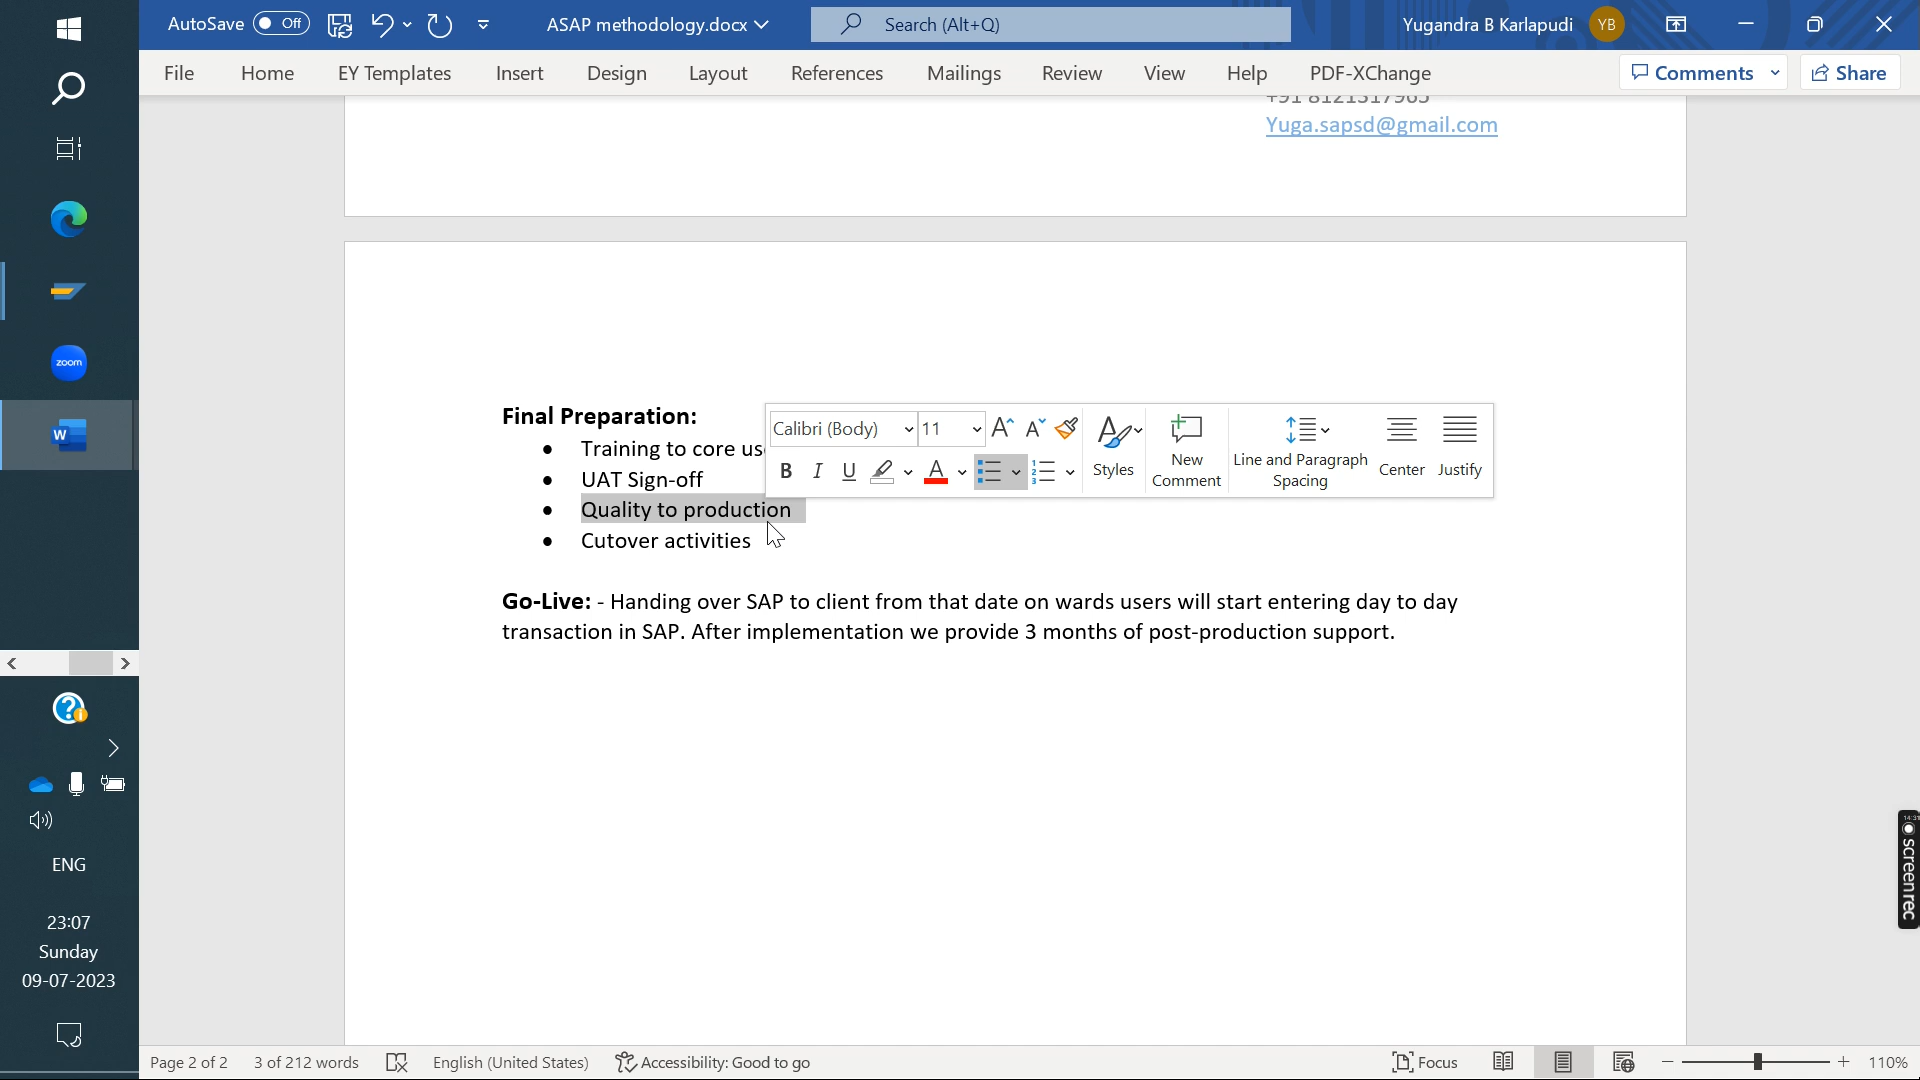 AutoSave Off ASAP methodology.docx Search (Alt+Q) Yugandra B Karlapudi YB
File Home EY Templates Insert Design Layout References Mailings Review View Help PDF-XChange Comments Share
Yuga.sapsd@gmail.com
zoom
W
Final Preparation:
• Training to core us
• UAT Sign-off
• Quality to production
• Cutover activities
Calibri (Body) 11
B I U A
Styles
New Comment
Line and Paragraph Spacing
Center
Justify
Go-Live: - Handing over SAP to client from that date on wards users will start entering day to day
transaction in SAP. After implementation we provide 3 months of post-production support.
ENG
23:07
Sunday
09-07-2023
screenrec
Page 2 of 2 3 of 212 words English (United States) Accessibility: Good to go Focus 110%